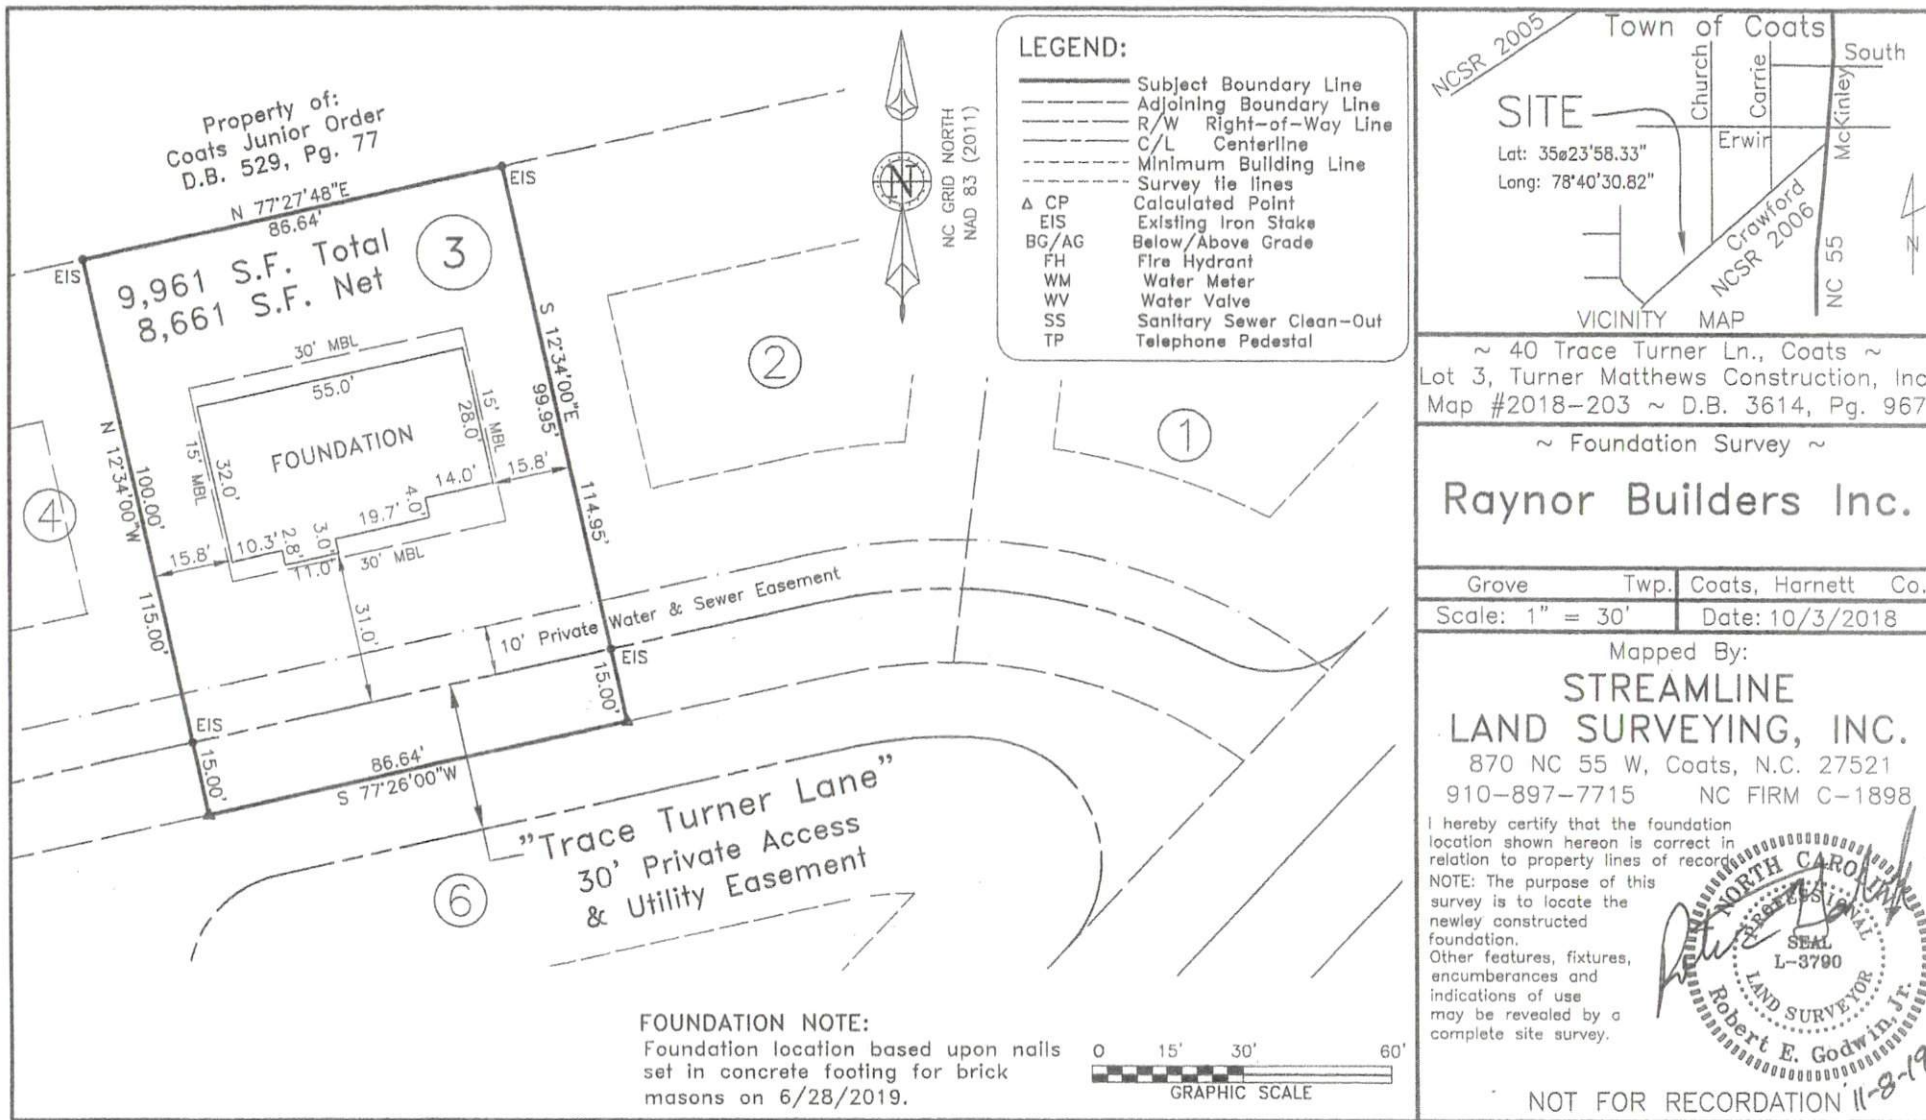 Property of:
Coats Junior Order
D.B. 529, Pg. 77
N 77°27'48"E
86.64'
EIS
EIS
9,961 S.F. Total
8,661 S.F. Net
3
30' MBL
55.0'
15' MBL
28.0'
FOUNDATION
15' MBL
32.0'
S 12°34'00"E
99.95'
114.95'
N 12°34'00"W
100.00'
115.00'
4
15.8'
10.3'
2.8'
11.0'
3.0'
19.7'
4.0'
14.0'
15.8'
30' MBL
31.0'
10' Private Water & Sewer Easement
EIS
15.00'
EIS
15.00'
86.64'
S 77°26'00"W
2
1
6
"Trace Turner Lane"
30' Private Access
& Utility Easement
N
NC GRID NORTH
NAD 83 (2011)
LEGEND:
Subject Boundary Line
Adjoining Boundary Line
R/W Right-of-Way Line
C/L Centerline
Minimum Building Line
Survey tie lines
Δ CP Calculated Point
EIS Existing Iron Stake
BG/AG Below/Above Grade
FH Fire Hydrant
WM Water Meter
WV Water Valve
SS Sanitary Sewer Clean-Out
TP Telephone Pedestal
FOUNDATION NOTE:
Foundation location based upon nails
set in concrete footing for brick
masons on 6/28/2019.
0 15' 30' 60'
GRAPHIC SCALE
NCSR 2005
Town of Coats
South
Church
Carrie
McKinley
SITE
Erwin
Lat: 35ø23'58.33"
Long: 78°40'30.82"
Crawford
NCSR 2006
NC 55
N
VICINITY MAP
~ 40 Trace Turner Ln., Coats ~
Lot 3, Turner Matthews Construction, Inc
Map #2018-203 ~ D.B. 3614, Pg. 967
~ Foundation Survey ~
Raynor Builders Inc.
Grove Twp. Coats, Harnett Co.
Scale: 1" = 30' Date: 10/3/2018
Mapped By:
STREAMLINE
LAND SURVEYING, INC.
870 NC 55 W, Coats, N.C. 27521
910-897-7715 NC FIRM C-1898
I hereby certify that the foundation
location shown hereon is correct in
relation to property lines of record.
NOTE: The purpose of this
survey is to locate the
newley constructed
foundation.
Other features, fixtures,
encumberances and
indications of use
may be revealed by a
complete site survey.
NORTH CAROLINA
PROFESSIONAL
SEAL
L-3790
LAND SURVEYOR
Robert E. Godwin, Jr.
11-8-19
NOT FOR RECORDATION